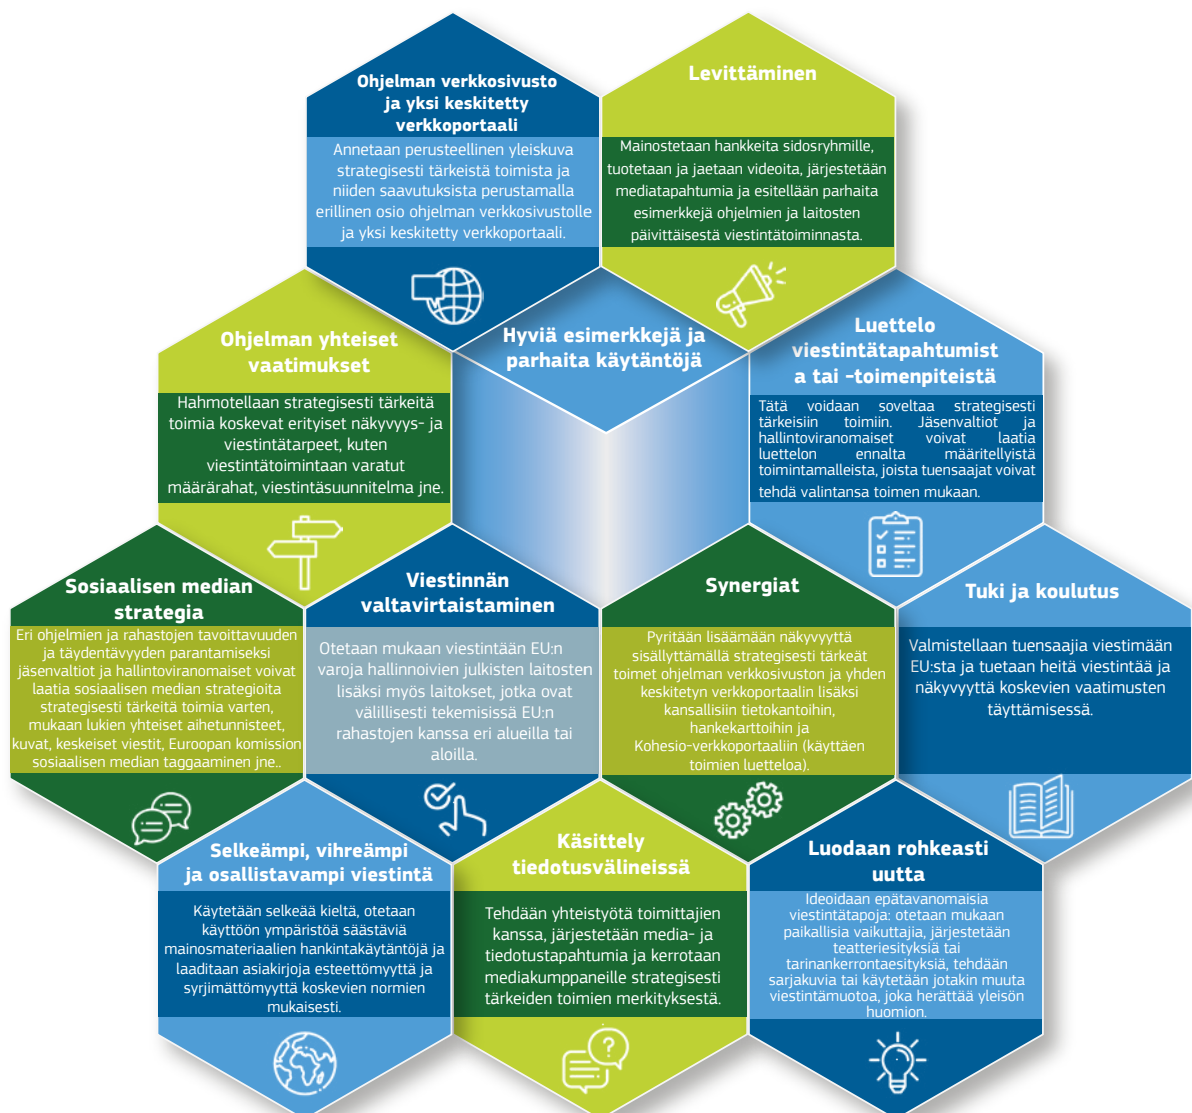 Ohjelman verkkosivusto
ja yksi keskitetty
verkkoportaali
Annetaan perusteellinen yleiskuva
strategisesti tärkeistä toimista ja
niiden saavutuksista perustamalla
erillinen osio ohjelman verkkosivustolle
ja yksi keskitetty verkkoportaali.
Levittäminen
Mainostetaan hankkeita sidosryhmille,
tuotetaan ja jaetaan videoita, järjestetään
mediatapahtumia ja esitellään parhaita
esimerkkejä ohjelmien ja laitosten
päivittäisestä viestintätoiminnasta.
Ohjelman yhteiset
vaatimukset
Hahmotellaan strategisesti tärkeitä
toimia koskevat erityiset näkyvyys- ja
viestintätarpeet, kuten
viestintätoimintaan varatut
määrärahat, viestintäsuunnitelma jne.
Hyviä esimerkkejä ja
parhaita käytäntöjä
Luettelo
viestintätapahtumist
a tai -toimenpiteistä
Tätä voidaan soveltaa strategisesti
tärkeisiin toimiin. Jäsenvaltiot ja
hallintoviranomaiset voivat laatia
luettelon ennalta määritellyistä
toimintamalleista, joista tuensaajat voivat
tehdä valintansa toimen mukaan.
Sosiaalisen median
strategia
Eri ohjelmien ja rahastojen tavoittavuuden
ja täydentävyyden parantamiseksi
jäsenvaltiot ja hallintoviranomaiset voivat
laatia sosiaalisen median strategioita
strategisesti tärkeitä toimia varten,
mukaan lukien yhteiset aihetunnisteet,
kuvat, keskeiset viestit, Euroopan komission
sosiaalisen median taggaaminen jne..
Viestinnän
valtavirtaistaminen
Otetaan mukaan viestintään EU:n
varoja hallinnoivien julkisten laitosten
lisäksi myös laitokset, jotka ovat
välillisesti tekemisissä EU:n
rahastojen kanssa eri alueilla tai
aloilla.
Synergiat
Pyritään lisäämään näkyvyyttä
sisällyttämällä strategisesti tärkeät
toimet ohjelman verkkosivuston ja yhden
keskitetyn verkkoportaalin lisäksi
kansallisiin tietokantoihin,
hankekarttoihin ja
Kohesio-verkkoportaaliin (käyttäen
toimien luetteloa).
Tuki ja koulutus
Valmistellaan tuensaajia viestimään
EU:sta ja tuetaan heitä viestintää ja
näkyvyyttä koskevien vaatimusten
täyttämisessä.
Selkeämpi, vihreämpi
ja osallistavampi viestintä
Käytetään selkeää kieltä, otetaan
käyttöön ympäristöä säästäviä
mainosmateriaalien hankintakäytäntöjä ja
laaditaan asiakirjoja esteettömyyttä ja
syrjimättömyyttä koskevien normien
mukaisesti.
Käsittely
tiedotusvälineissä
Tehdään yhteistyötä toimittajien
kanssa, järjestetään media- ja
tiedotustapahtumia ja kerrotaan
mediakumppaneille strategisesti
tärkeiden toimien merkityksestä.
?
Luodaan rohkeasti
uutta
Ideoidaan epätavanomaisia
viestintätapoja: otetaan mukaan
paikallisia vaikuttajia, järjestetään
teatteriesityksiä tai
tarinankerrontaesityksiä, tehdään
sarjakuvia tai käytetään jotakin muuta
viestintämuotoa, joka herättää yleisön
huomion.